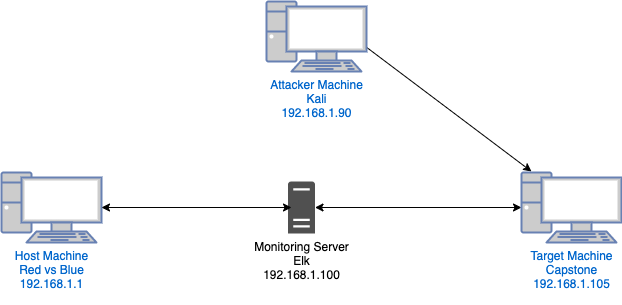 Attacker Machine
Kali
192.168.1.90
Host Machine
Red vs Blue
192.168.1.1
Monitoring Server
Elk
192.168.1.100
Target Machine
Capstone
192.168.1.105